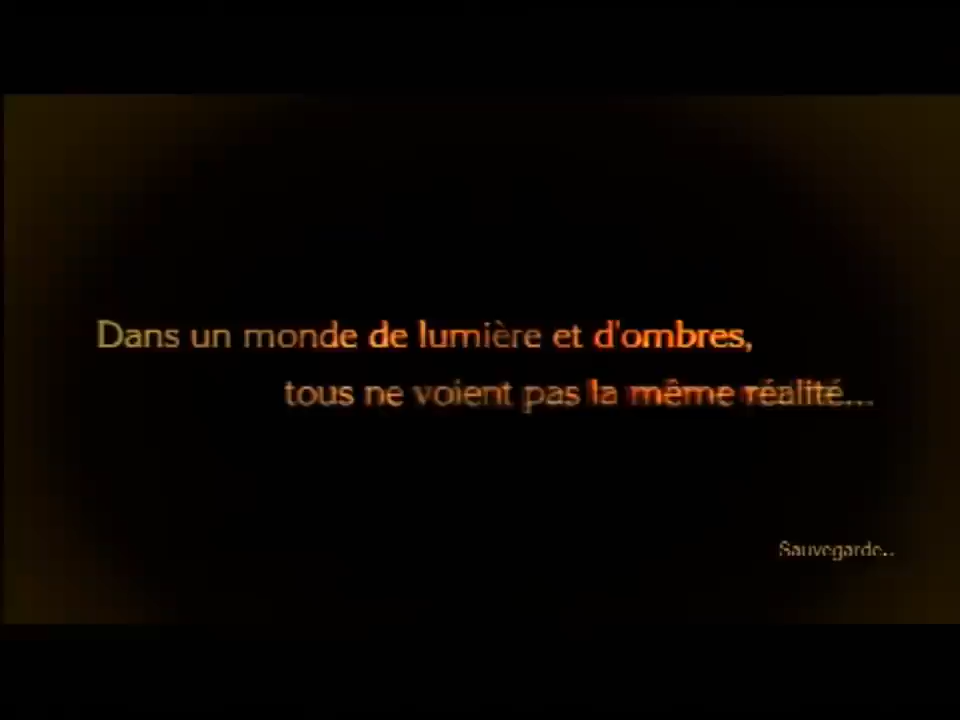 Dans un monde de lumière et d'ombres,
tous ne voient pas la même réalité...
Sauvegarde..